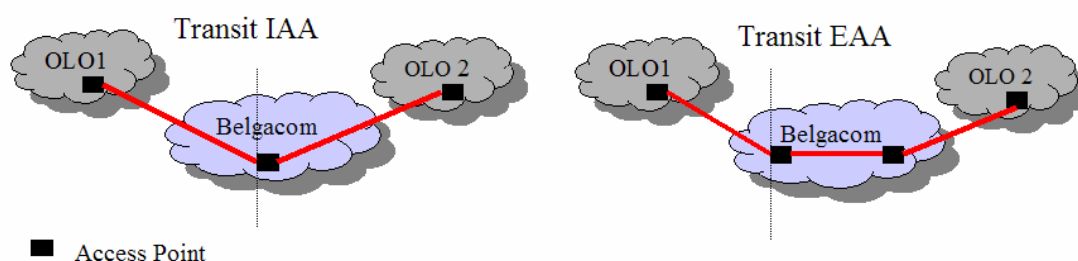 Transit IAA
OLO1
OLO 2
Belgacom
Transit EAA
OLO1
OLO 2
Belgacom
Access Point